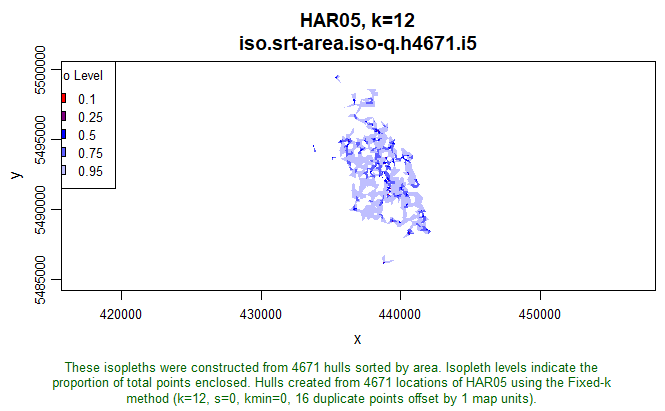 HAR05, k=12
iso.srt-area.iso-q.h4671.i5
o Level
0.1
0.25
0.5
0.75
0.95
5500000
5495000
5490000
5485000
y
420000 430000 440000 450000
x
These isopleths were constructed from 4671 hulls sorted by area. Isopleth levels indicate the
proportion of total points enclosed. Hulls created from 4671 locations of HAR05 using the Fixed-k
method (k=12, s=0, kmin=0, 16 duplicate points offset by 1 map units).